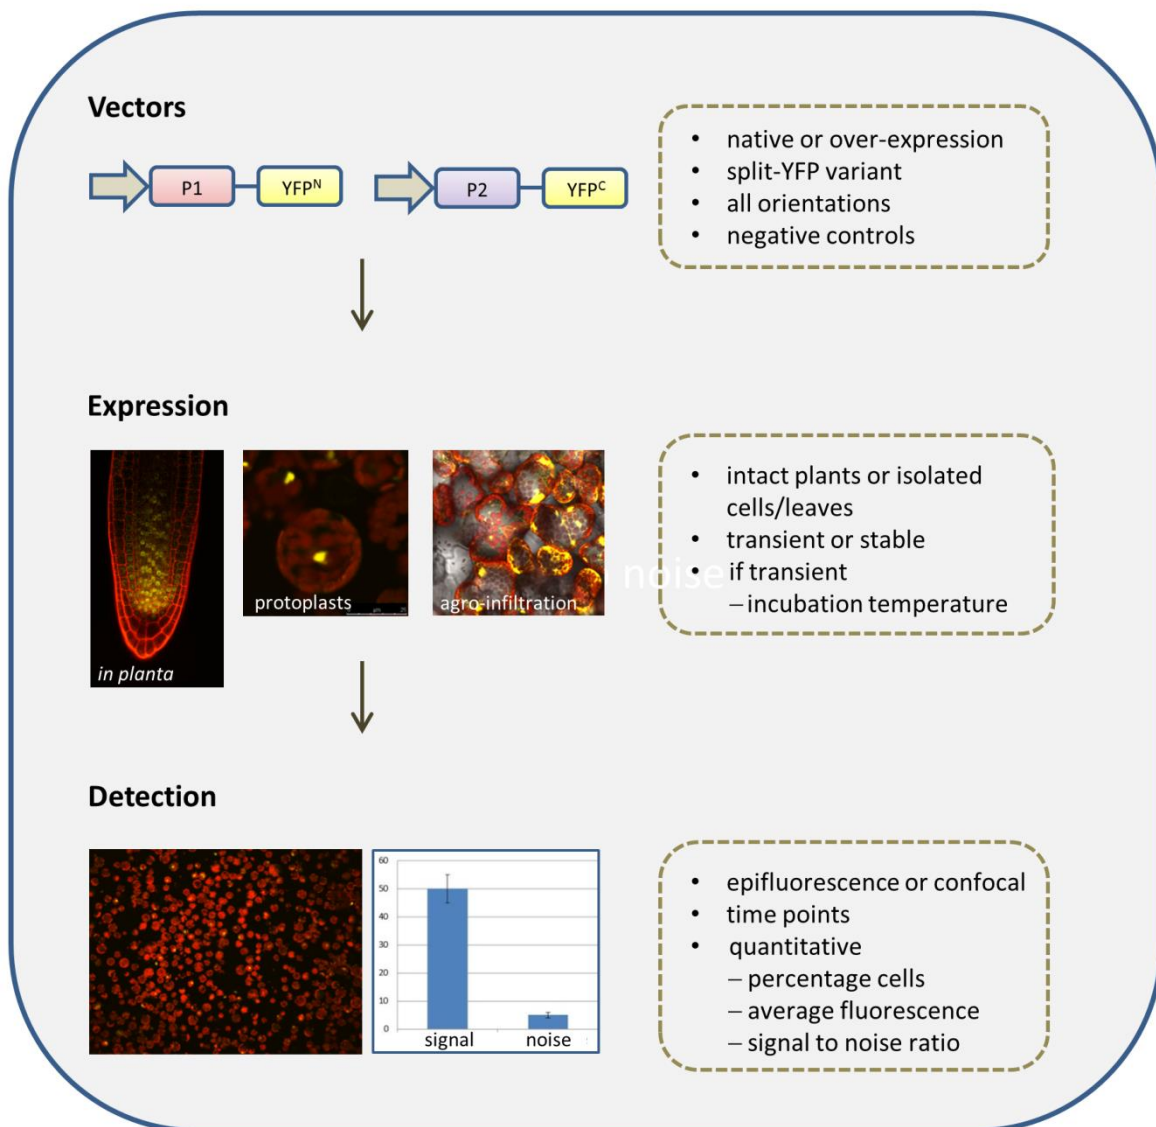 Vectors
P1
YFPᴺ
P2
YFPᶜ
• native or over-expression
• split-YFP variant
• all orientations
• negative controls
Expression
in planta
protoplasts
agro-infiltration
noise
• intact plants or isolated
cells/leaves
• transient or stable
• if transient
– incubation temperature
Detection
60
50
40
30
20
10
0
signal
noise
• epifluorescence or confocal
• time points
• quantitative
– percentage cells
– average fluorescence
– signal to noise ratio